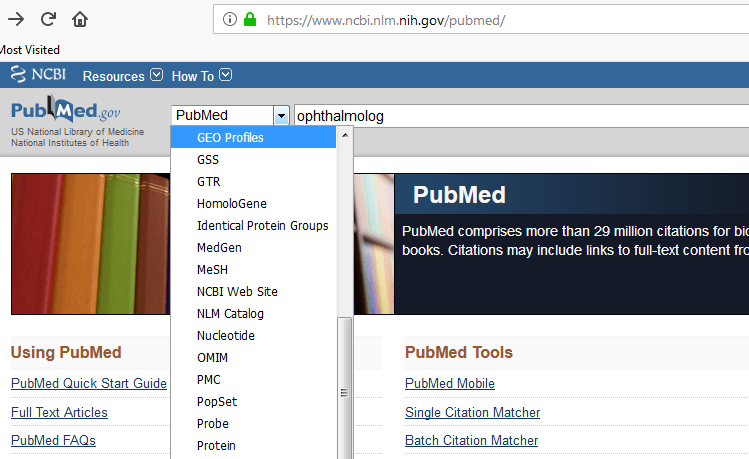 https://www.ncbi.nlm.nih.gov/pubmed/
Most Visited
NCBI Resources How To
PubMed.gov
US National Library of Medicine
National Institutes of Health
PubMed
ophthalmolog
GEO Profiles
GSS
GTR
HomoloGene
Identical Protein Groups
MedGen
MeSH
NCBI Web Site
NLM Catalog
Nucleotide
OMIM
PMC
PopSet
Probe
Protein
PubMed
PubMed comprises more than 29 million citations for bio
books. Citations may include links to full-text content fro
Using PubMed
PubMed Quick Start Guide
Full Text Articles
PubMed FAQs
PubMed Tools
PubMed Mobile
Single Citation Matcher
Batch Citation Matcher